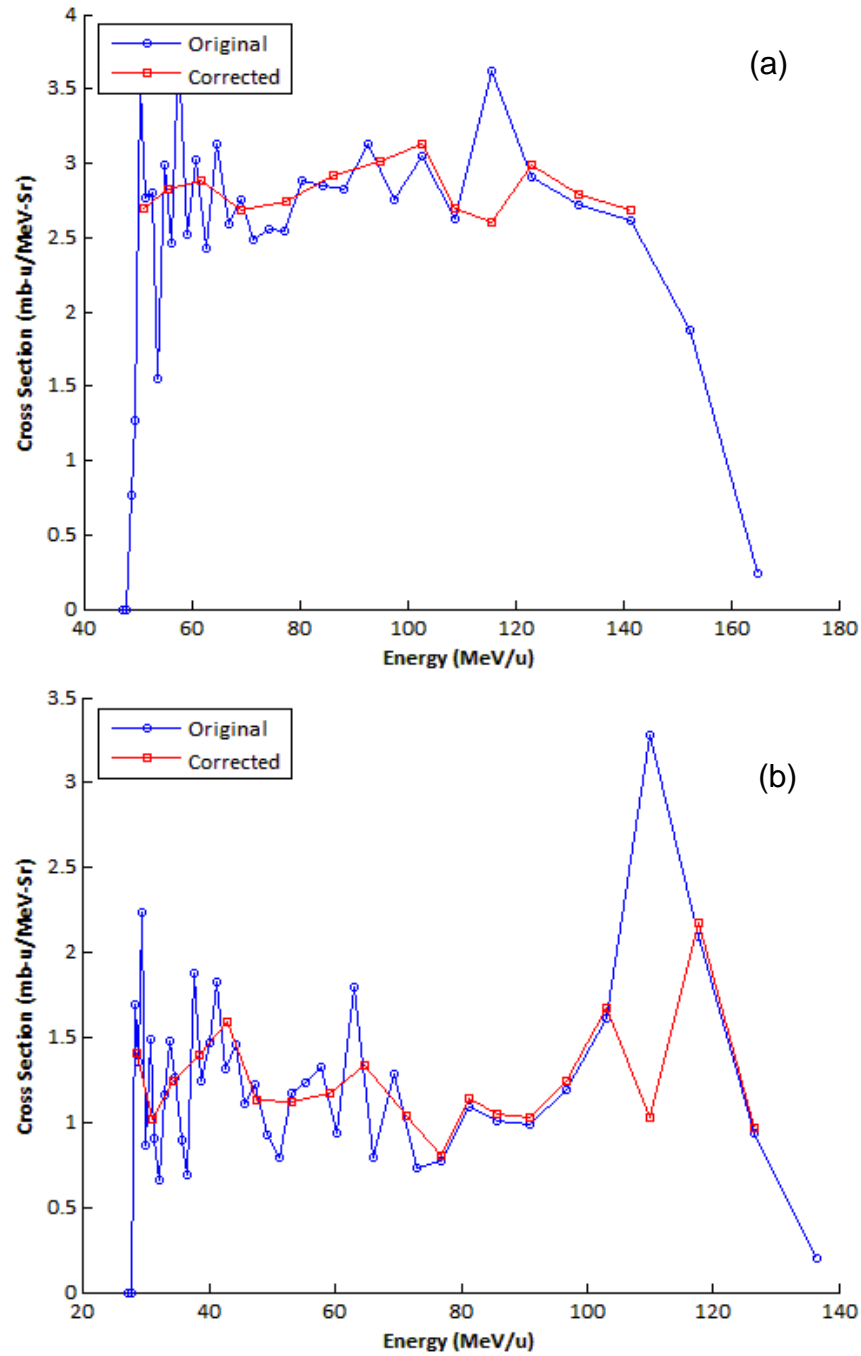 4
3.5
3
2.5
2
1.5
1
0.5
0
Cross Section (mb-u/MeV-Sr)
Original
Corrected
(a)
40 60 80 100 120 140 160 180
Energy (MeV/u)
3.5
3
2.5
2
1.5
1
0.5
0
Cross Section (mb-u/MeV-Sr)
Original
Corrected
(b)
20 40 60 80 100 120 140
Energy (MeV/u)